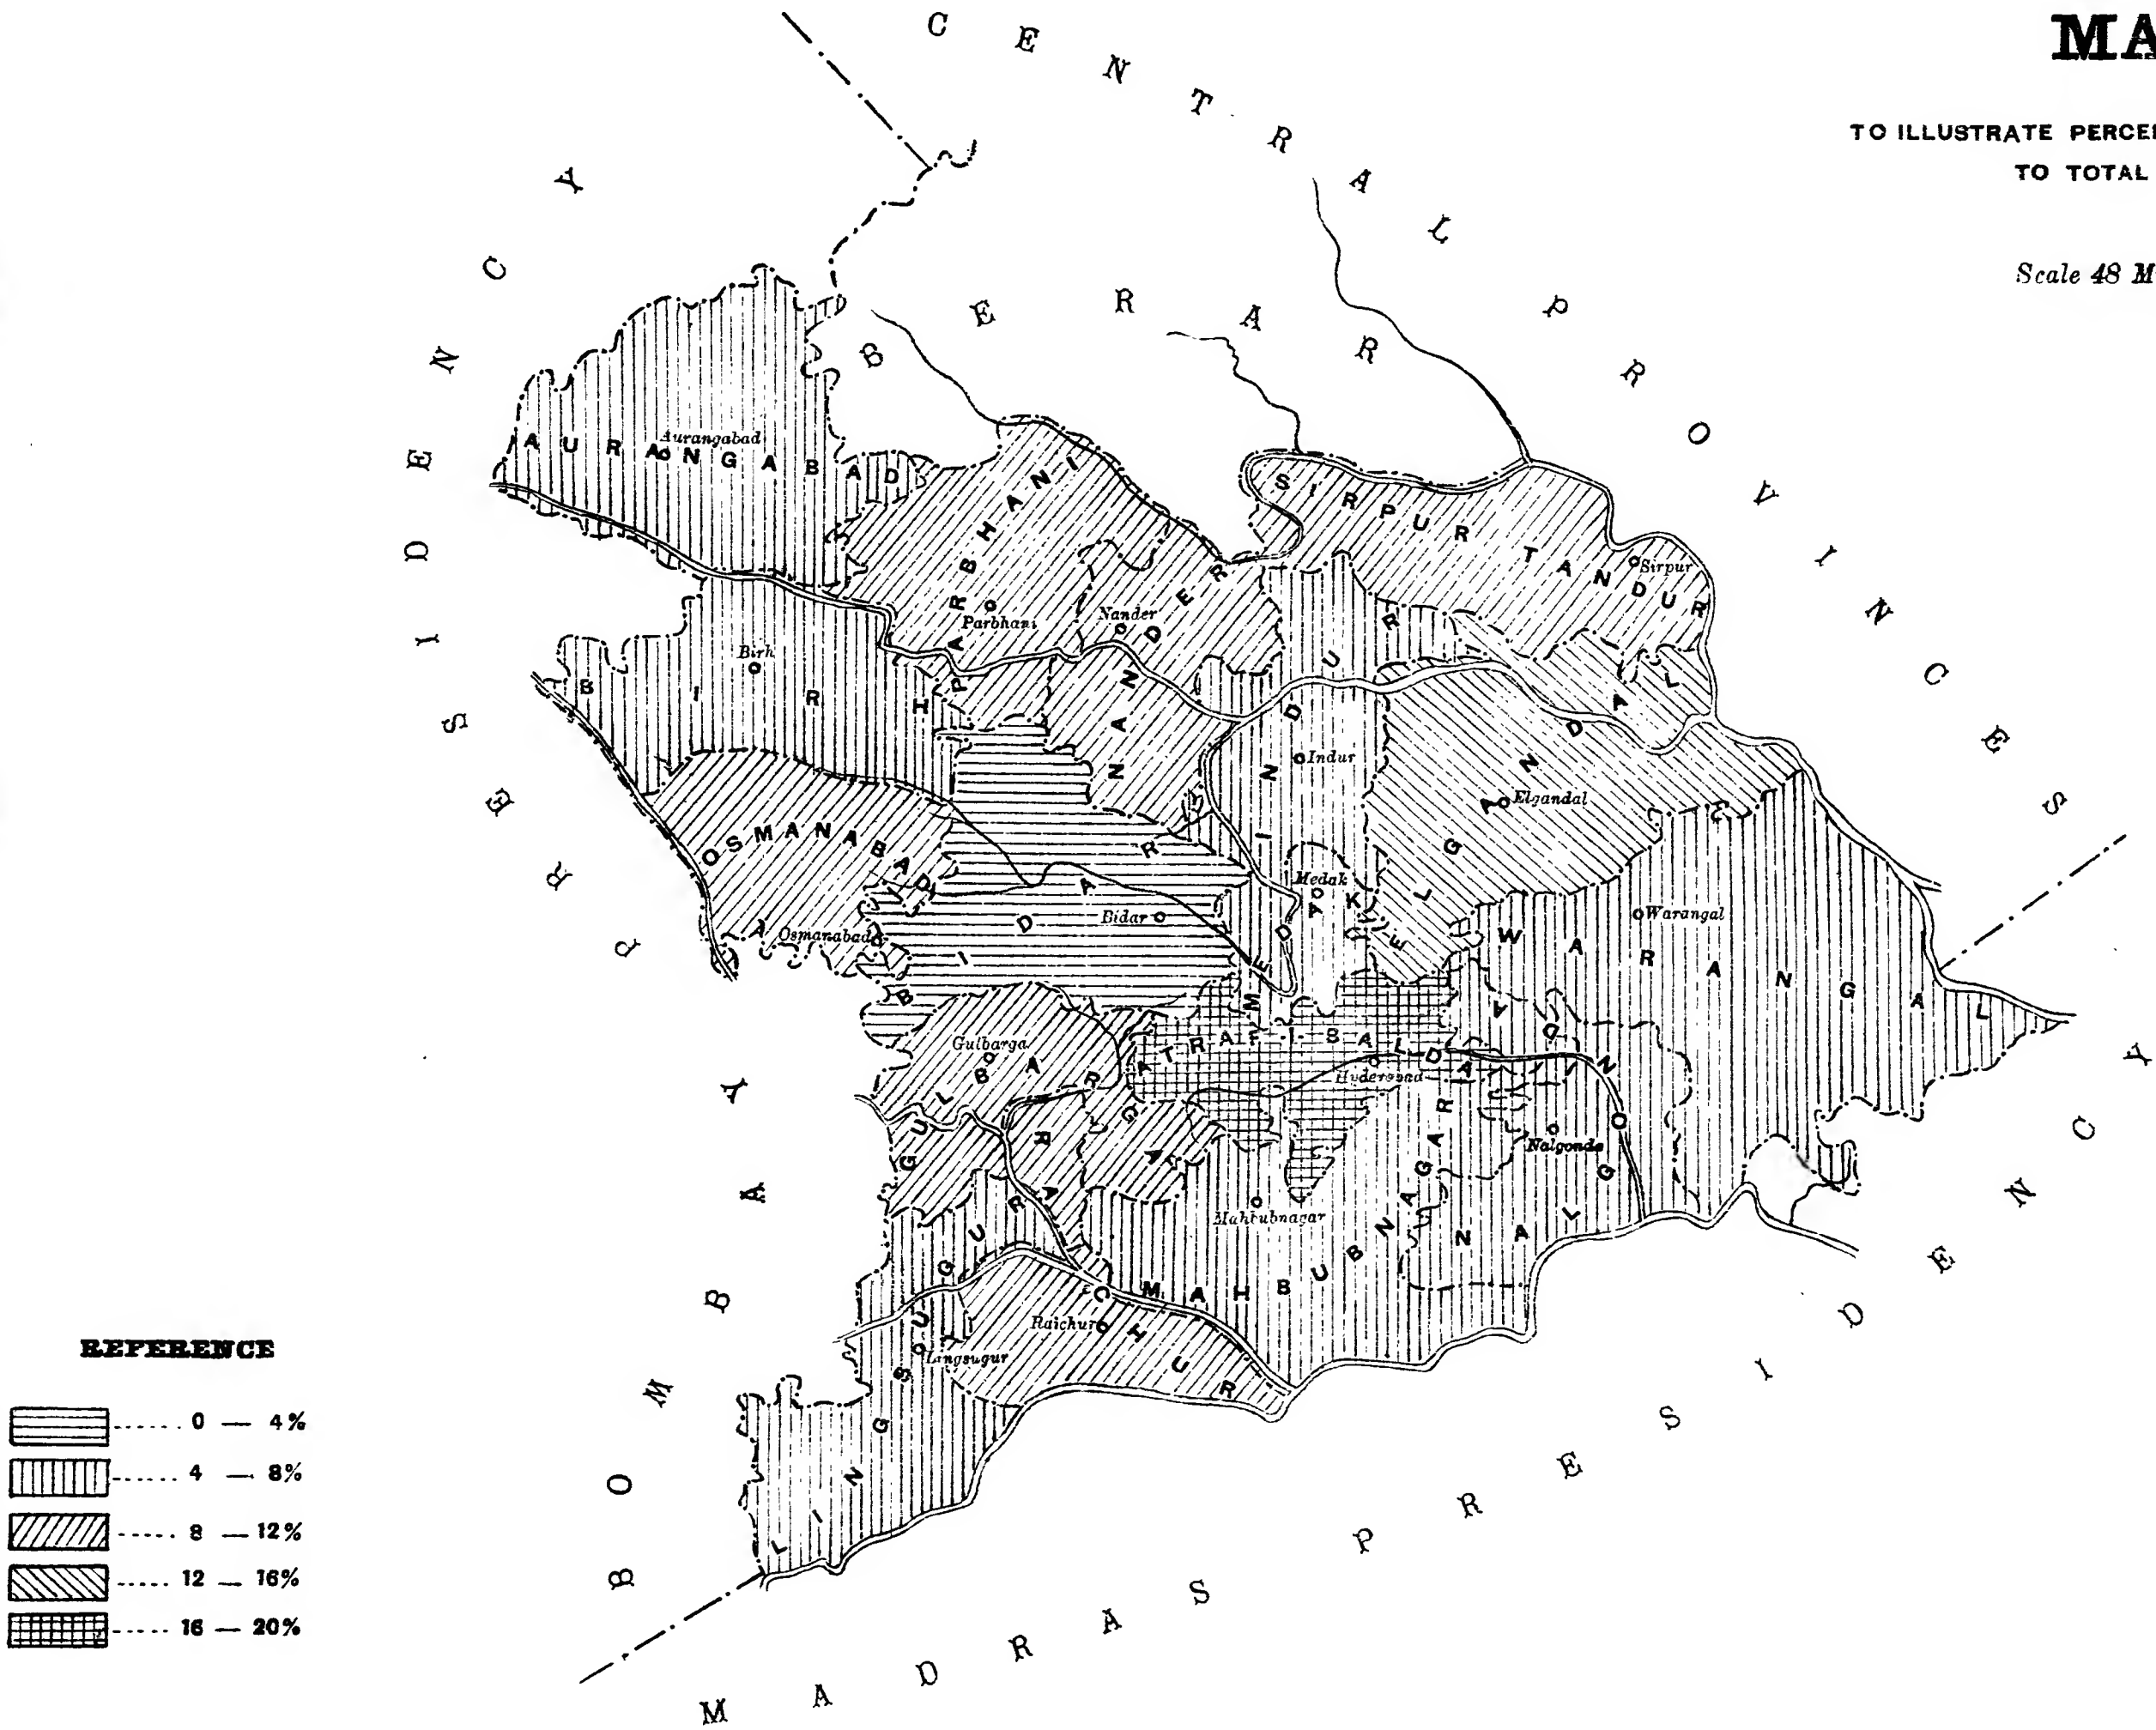 MA
TO ILLUSTRATE PERCEN
TO TOTAL
Scale 48 M
CENTRAL PROVINCES
BERAR
BOMBAY PRESIDENCY
MADRAS PRESIDENCY
AURANGABAD
Aurangabad
PARBHANI
Parbhani
NANDER
Nander
SIRPUR TANDUR
Sirpur
BIRH
Birh
INDUR
Indur
ELGANDAL
Elgandal
OSMANABAD
Osmanabad
BIDAR
Bidar
MEDAK
Medak
WARANGAL
Warangal
GULBARGA
Gulbarga
ATRAF-I-BALDA
Hyderabad
NALGONDA
Nalgonda
MAHBUBNAGAR
Mahbubnagar
RAICHUR
Raichur
LINGSUGUR
Lingsugur
REFERENCE
0 — 4%
4 — 8%
8 — 12%
12 — 16%
16 — 20%